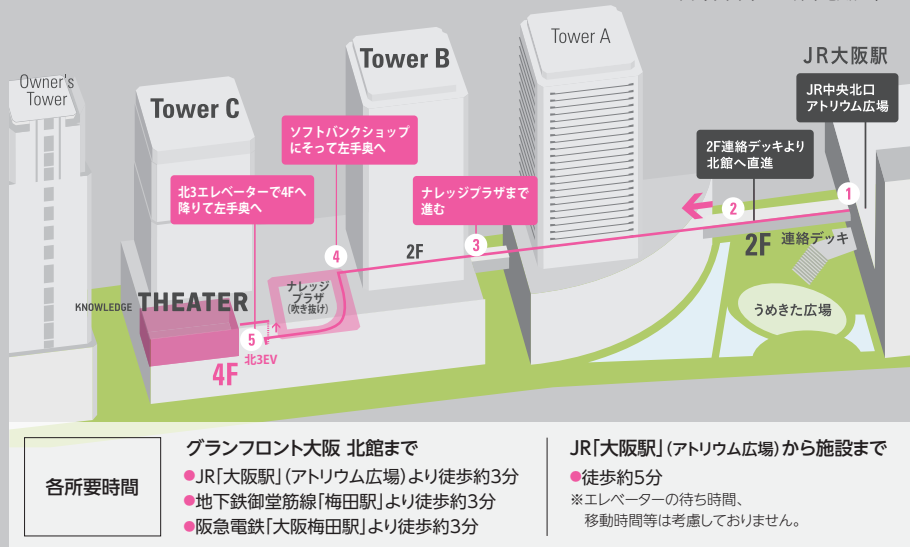 Owner's
Tower
Tower C
Tower B
Tower A
JR大阪駅
JR中央北口
アトリウム広場
2F連絡デッキより
北館へ直進
ソフトバンクショップ
にそって左手奥へ
北3エレベーターで4Fへ
降りて左手奥へ
ナレッジプラザまで
進む
1
2
3
4
5
2F
2F 連絡デッキ
うめきた広場
ナレッジ
プラザ
(吹き抜け)
KNOWLEDGE THEATER
北3EV
4F
各所要時間
グランフロント大阪 北館まで
●JR「大阪駅」(アトリウム広場)より徒歩約3分
●地下鉄御堂筋線「梅田駅」より徒歩約3分
●阪急電鉄「大阪梅田駅」より徒歩約3分
JR「大阪駅」(アトリウム広場)から施設まで
●徒歩約5分
※エレベーターの待ち時間、
移動時間等は考慮しておりません。